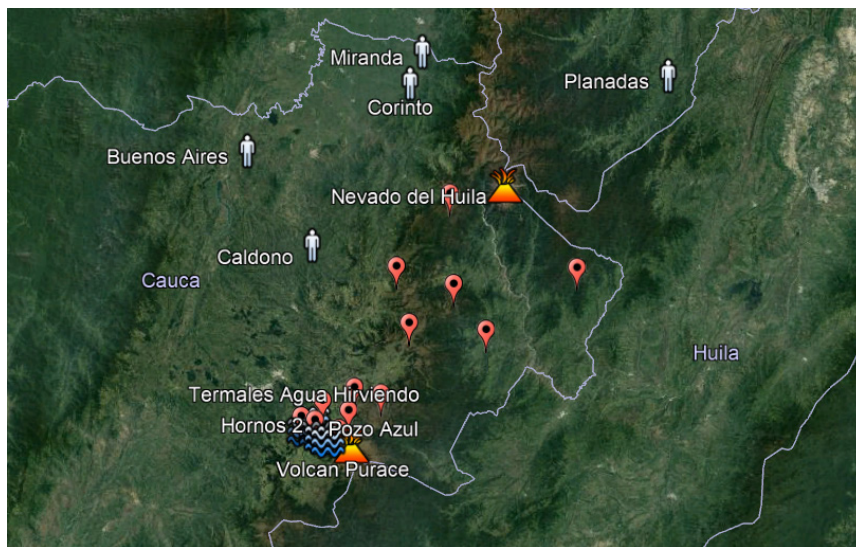 Miranda
Corinto
Planadas
Buenos Aires
Nevado del Huila
Caldono
Cauca
Huila
Termales Agua Hirviendo
Hornos 2
Pozo Azul
Volcan Purace